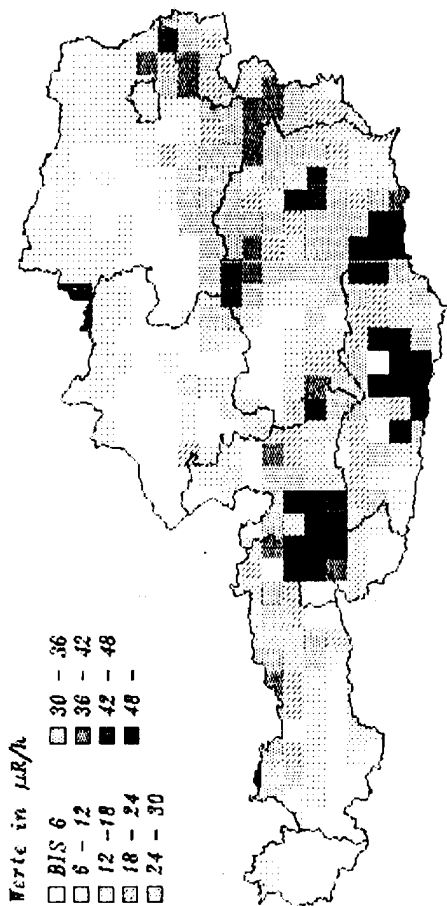 Werte in µR/h
BIS 6
6 - 12
12 -18
18 - 24
24 - 30
30 - 36
36 - 42
42 - 48
48 -